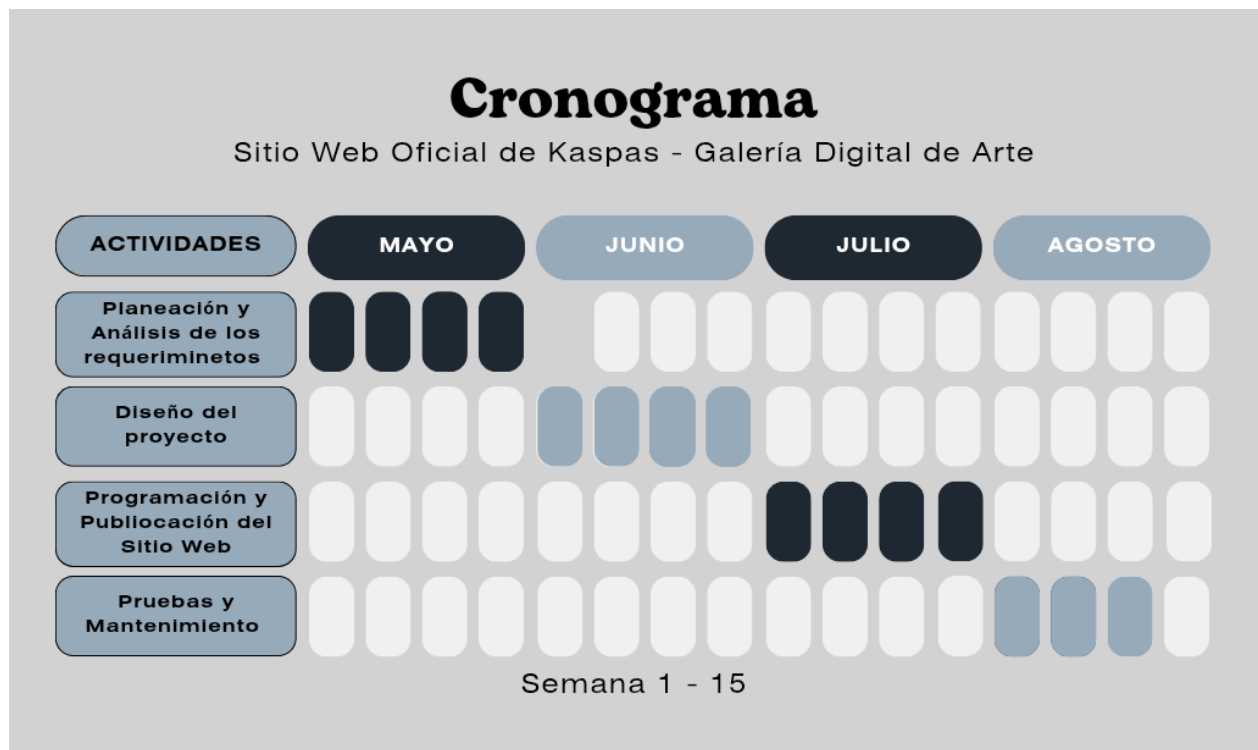 Cronograma
Sitio Web Oficial de Kaspas - Galería Digital de Arte
ACTIVIDADES
MAYO
JUNIO
JULIO
AGOSTO
Planeación y
Análisis de los
requeriminetos
Diseño del
proyecto
Programación y
Publiocación del
Sitio Web
Pruebas y
Mantenimiento
Semana 1 - 15